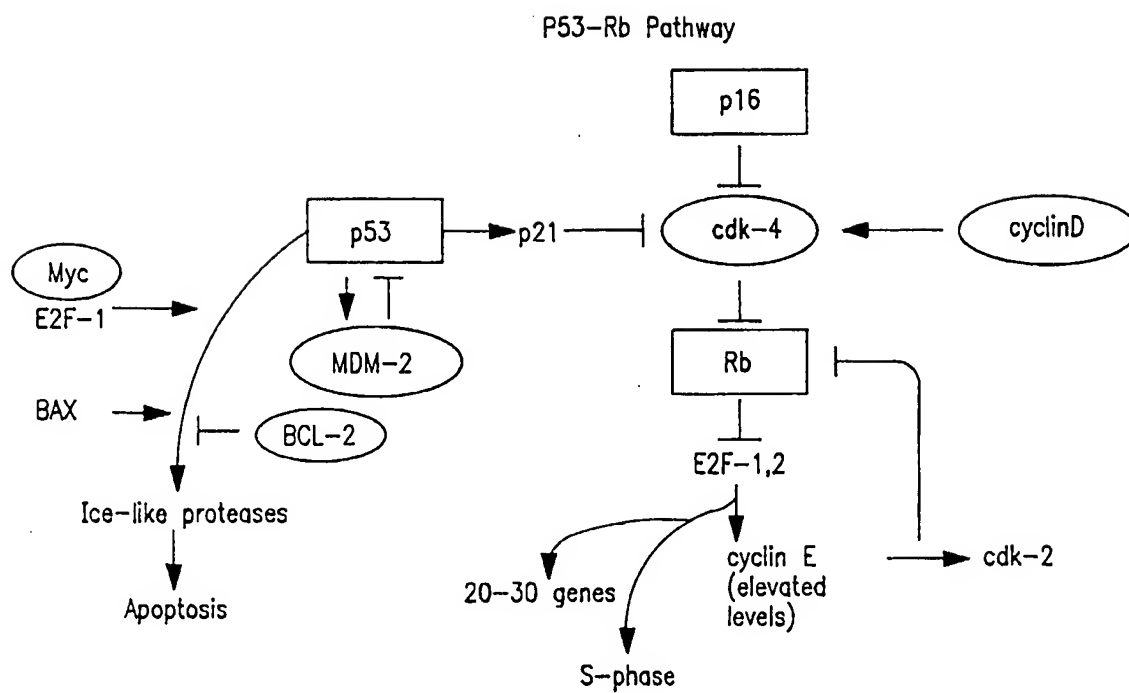 P53-Rb Pathway
p16
p53
p21
cdk-4
cyclinD
Myc
E2F-1
MDM-2
Rb
BAX
BCL-2
E2F-1,2
Ice-like proteases
cyclin E
(elevated
levels)
cdk-2
20-30 genes
Apoptosis
S-phase